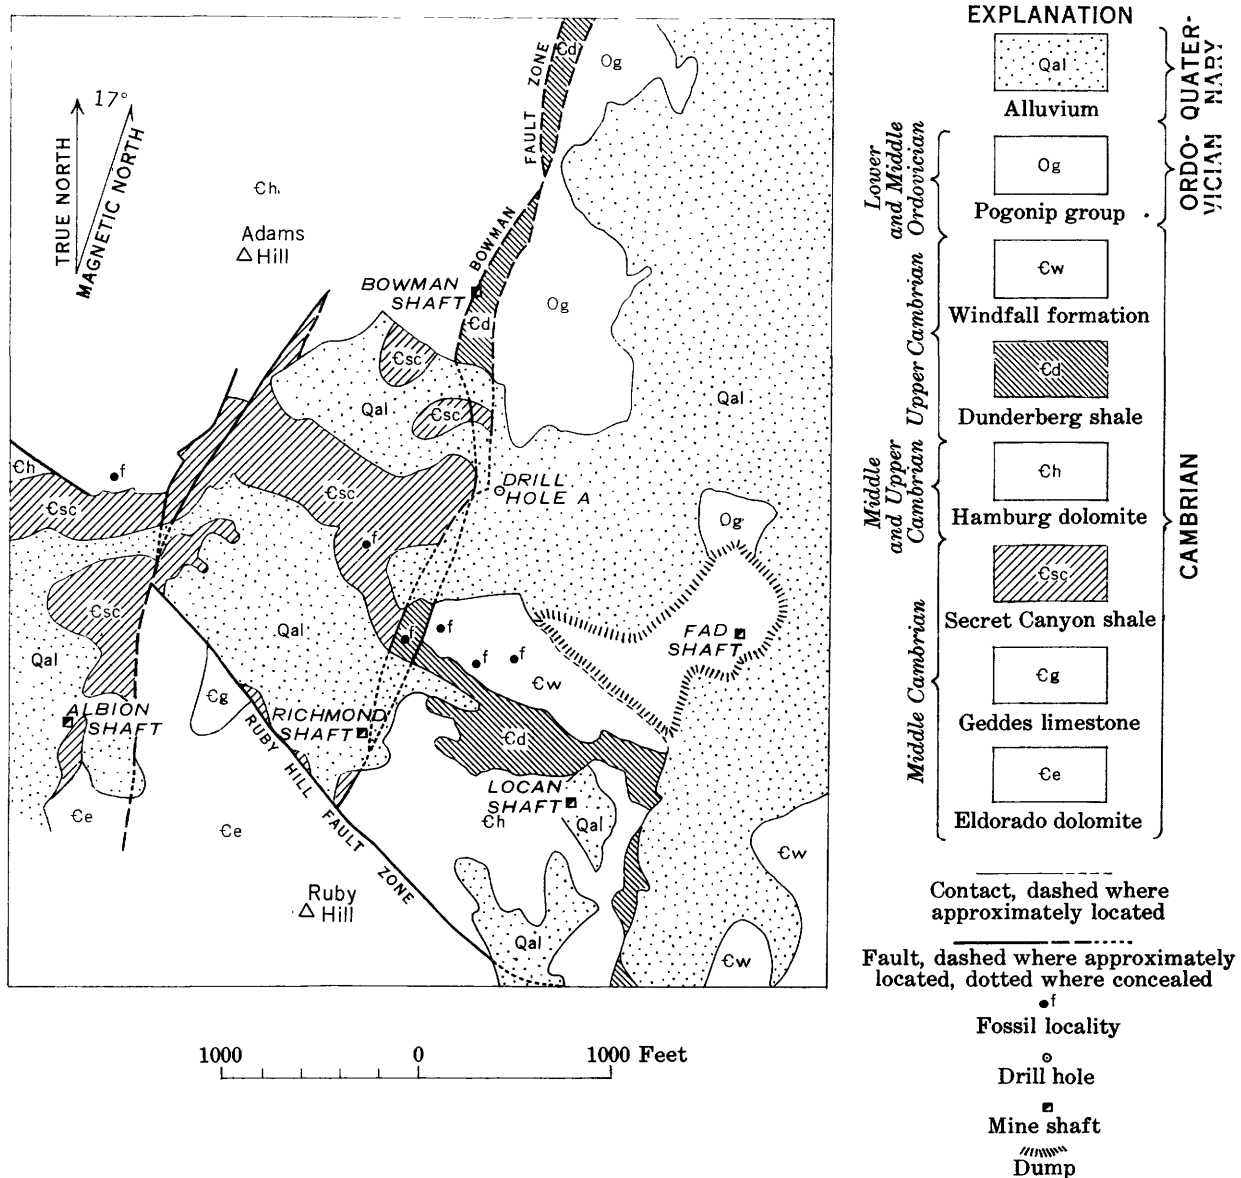 Ꞓd
Og
FAULT ZONE
17°
TRUE NORTH
MAGNETIC NORTH
Ꞓh
Adams
Hill
BOWMAN
BOWMAN
SHAFT
Og
Ꞓd
Ꞓsc
Qal
Qal
Ꞓsc
Ꞓh
f
Ꞓsc
Ꞓsc
DRILL
HOLE A
Og
f
Ꞓsc
Qal
f
f
FAD
SHAFT
Qal
f
f
Ꞓw
Ꞓg
ALBION
SHAFT
RICHMOND
SHAFT
Ꞓd
RUBY HILL FAULT ZONE
LOCAN
SHAFT
Ꞓe
Ꞓe
Ꞓh
Qal
Ꞓw
Ruby
Hill
Qal
Ꞓw
1000 0 1000 Feet
EXPLANATION
Qal
Alluvium
QUATER-
NARY
Og
Pogonip group
Lower
and Middle
Ordovician
ORDO-
VICIAN
Ꞓw
Windfall formation
Ꞓd
Dunderberg shale
Upper Cambrian
Ꞓh
Hamburg dolomite
Middle
and Upper
Cambrian
Ꞓsc
Secret Canyon shale
Ꞓg
Geddes limestone
Ꞓe
Eldorado dolomite
Middle Cambrian
CAMBRIAN
Contact, dashed where
approximately located
Fault, dashed where approximately
located, dotted where concealed
f
Fossil locality
Drill hole
Mine shaft
Dump